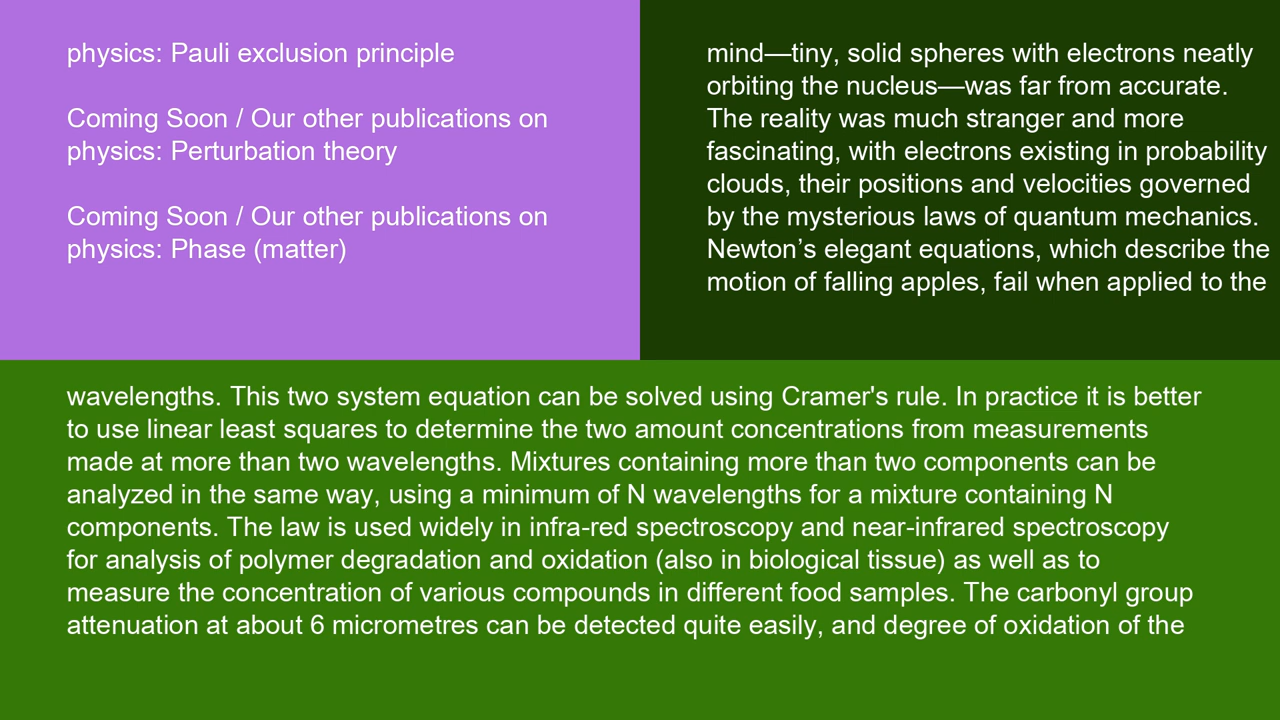 physics: Pauli exclusion principle
Coming Soon / Our other publications on
physics: Perturbation theory
Coming Soon / Our other publications on
physics: Phase (matter)
mind—tiny, solid spheres with electrons neatly
orbiting the nucleus—was far from accurate.
The reality was much stranger and more
fascinating, with electrons existing in probability
clouds, their positions and velocities governed
by the mysterious laws of quantum mechanics.
Newton’s elegant equations, which describe the
motion of falling apples, fail when applied to the
wavelengths. This two system equation can be solved using Cramer's rule. In practice it is better
to use linear least squares to determine the two amount concentrations from measurements
made at more than two wavelengths. Mixtures containing more than two components can be
analyzed in the same way, using a minimum of N wavelengths for a mixture containing N
components. The law is used widely in infra-red spectroscopy and near-infrared spectroscopy
for analysis of polymer degradation and oxidation (also in biological tissue) as well as to
measure the concentration of various compounds in different food samples. The carbonyl group
attenuation at about 6 micrometres can be detected quite easily, and degree of oxidation of the